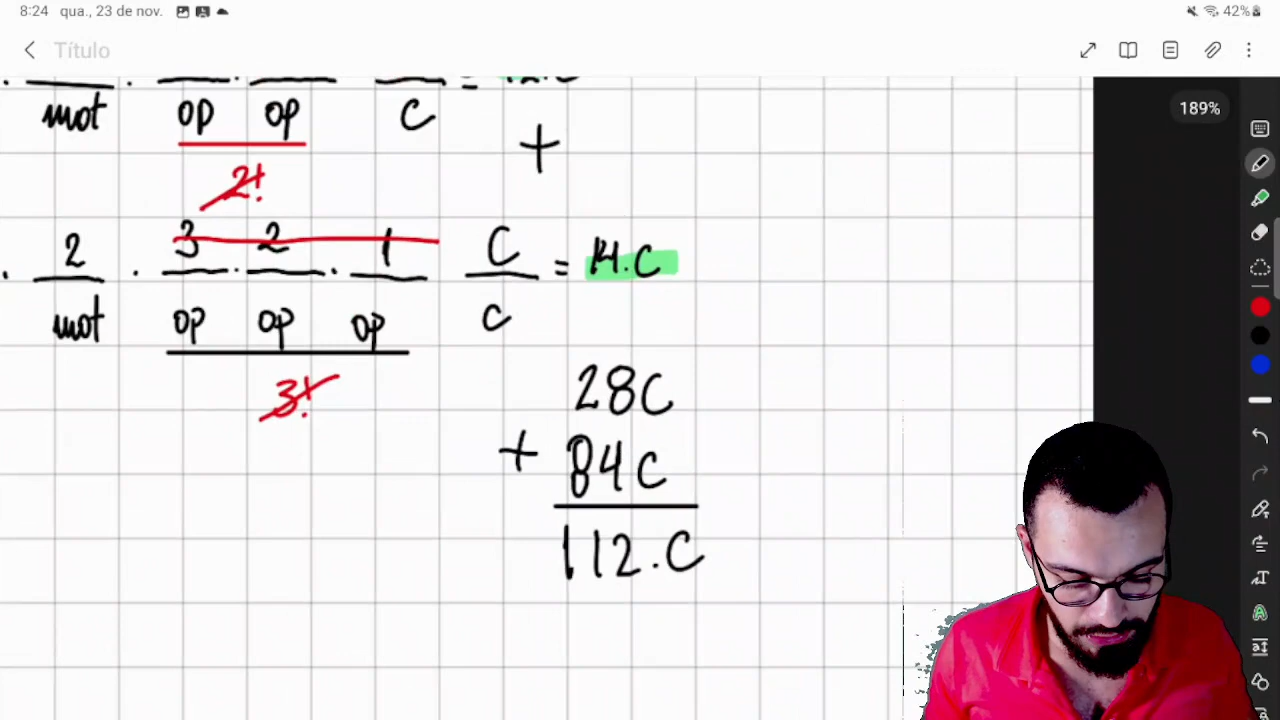 8:24 qua., 23 de nov. 42%
Título
189%
mot op op C =
+
2!
2 . 3 . 2 . 1 C = 14.C
mot op op op C
3!
28C
+ 84C
112.C